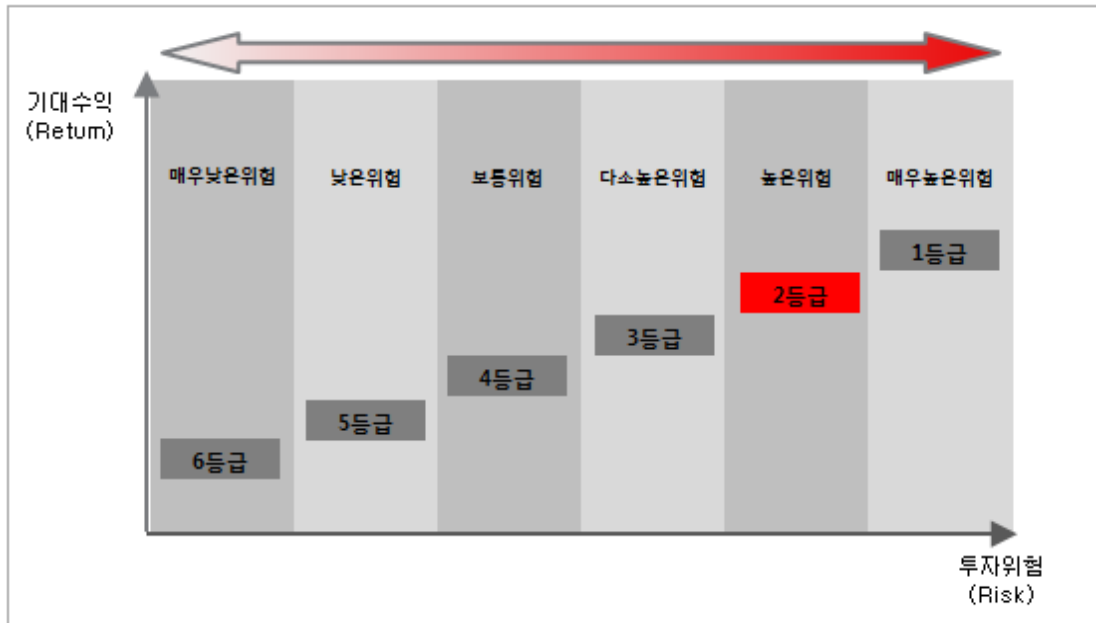 기대수익
(Retum)
매우낮은위험
낮은위험
보통위험
다소높은위험
높은위험
매우높은위험
1등급
2등급
3등급
4등급
5등급
6등급
투자위험
(Risk)